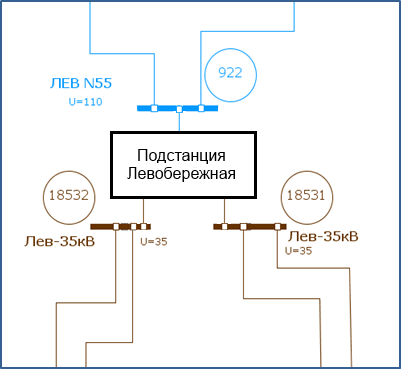 922
ЛЕВ N55
U=110
Подстанция
Левобережная
18532
18531
Лев-35кВ
U=35
Лев-35кВ
U=35